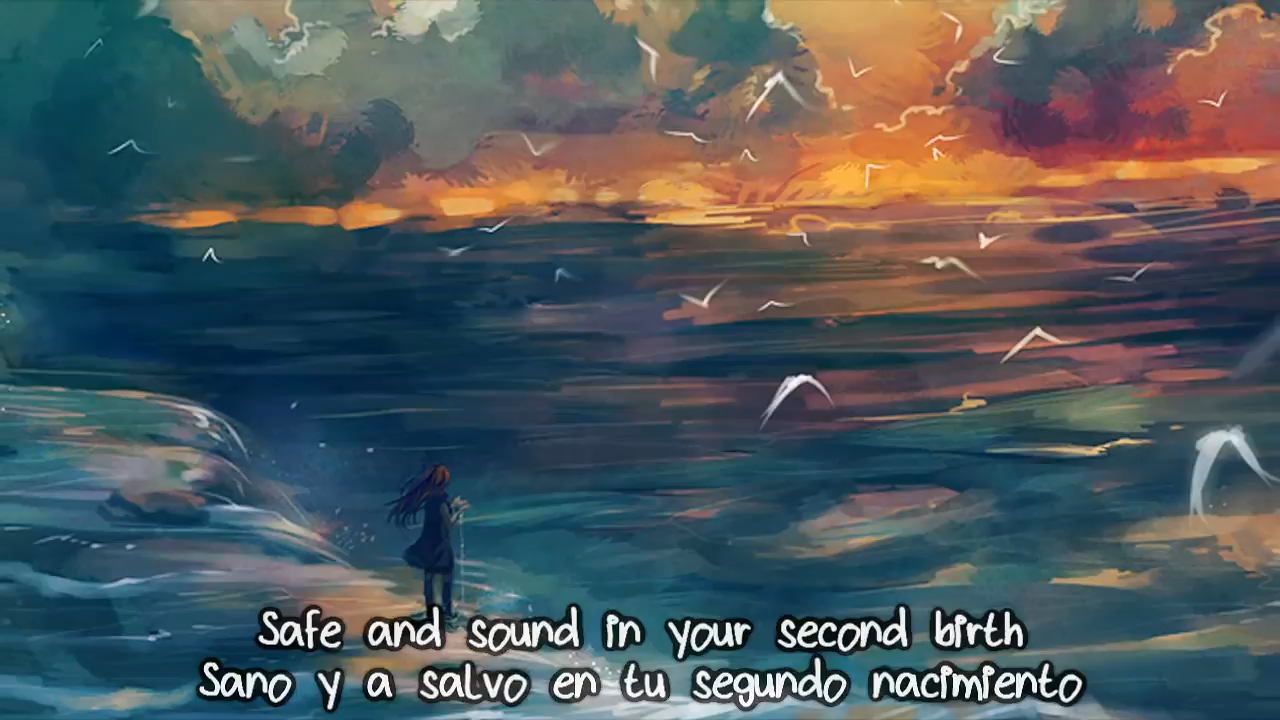 Safe and sound in your second birth
Sano y a salvo en tu segundo nacimiento